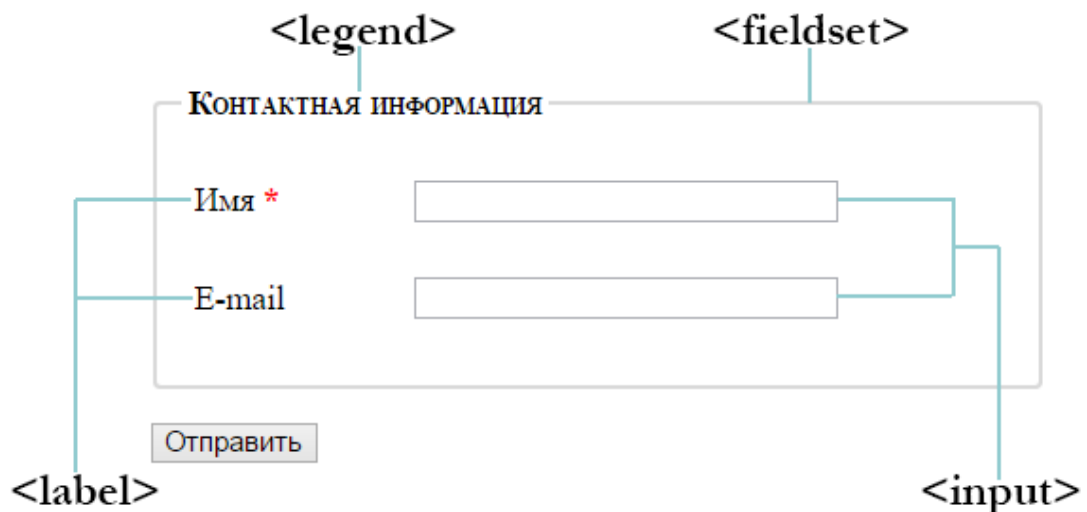 <legend> <fieldset>
Контактная информация
Имя *
E-mail
Отправить
<label> <input>